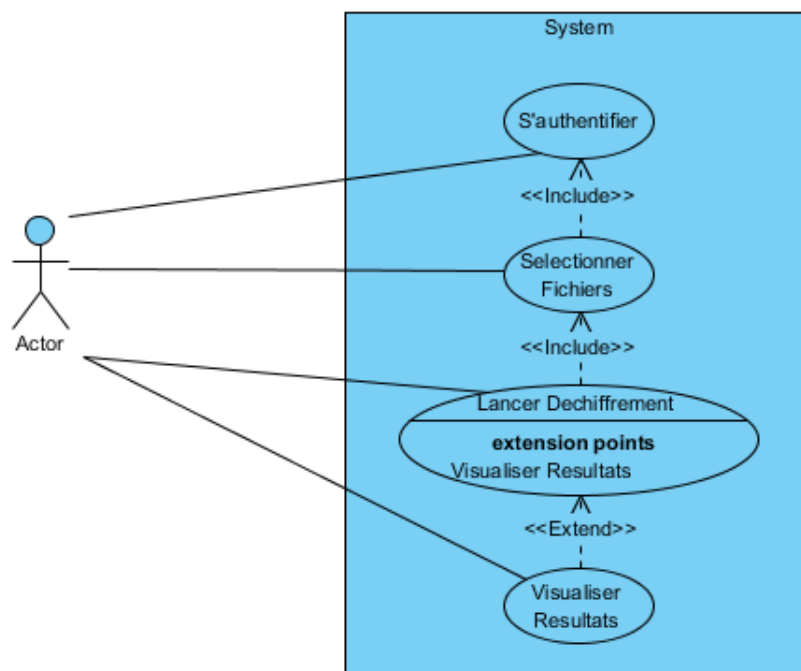 System
S'authentifier
<<Include>>
Selectionner
Fichiers
Actor
<<Include>>
Lancer Dechiffrement
extension points
Visualiser Resultats
<<Extend>>
Visualiser
Resultats